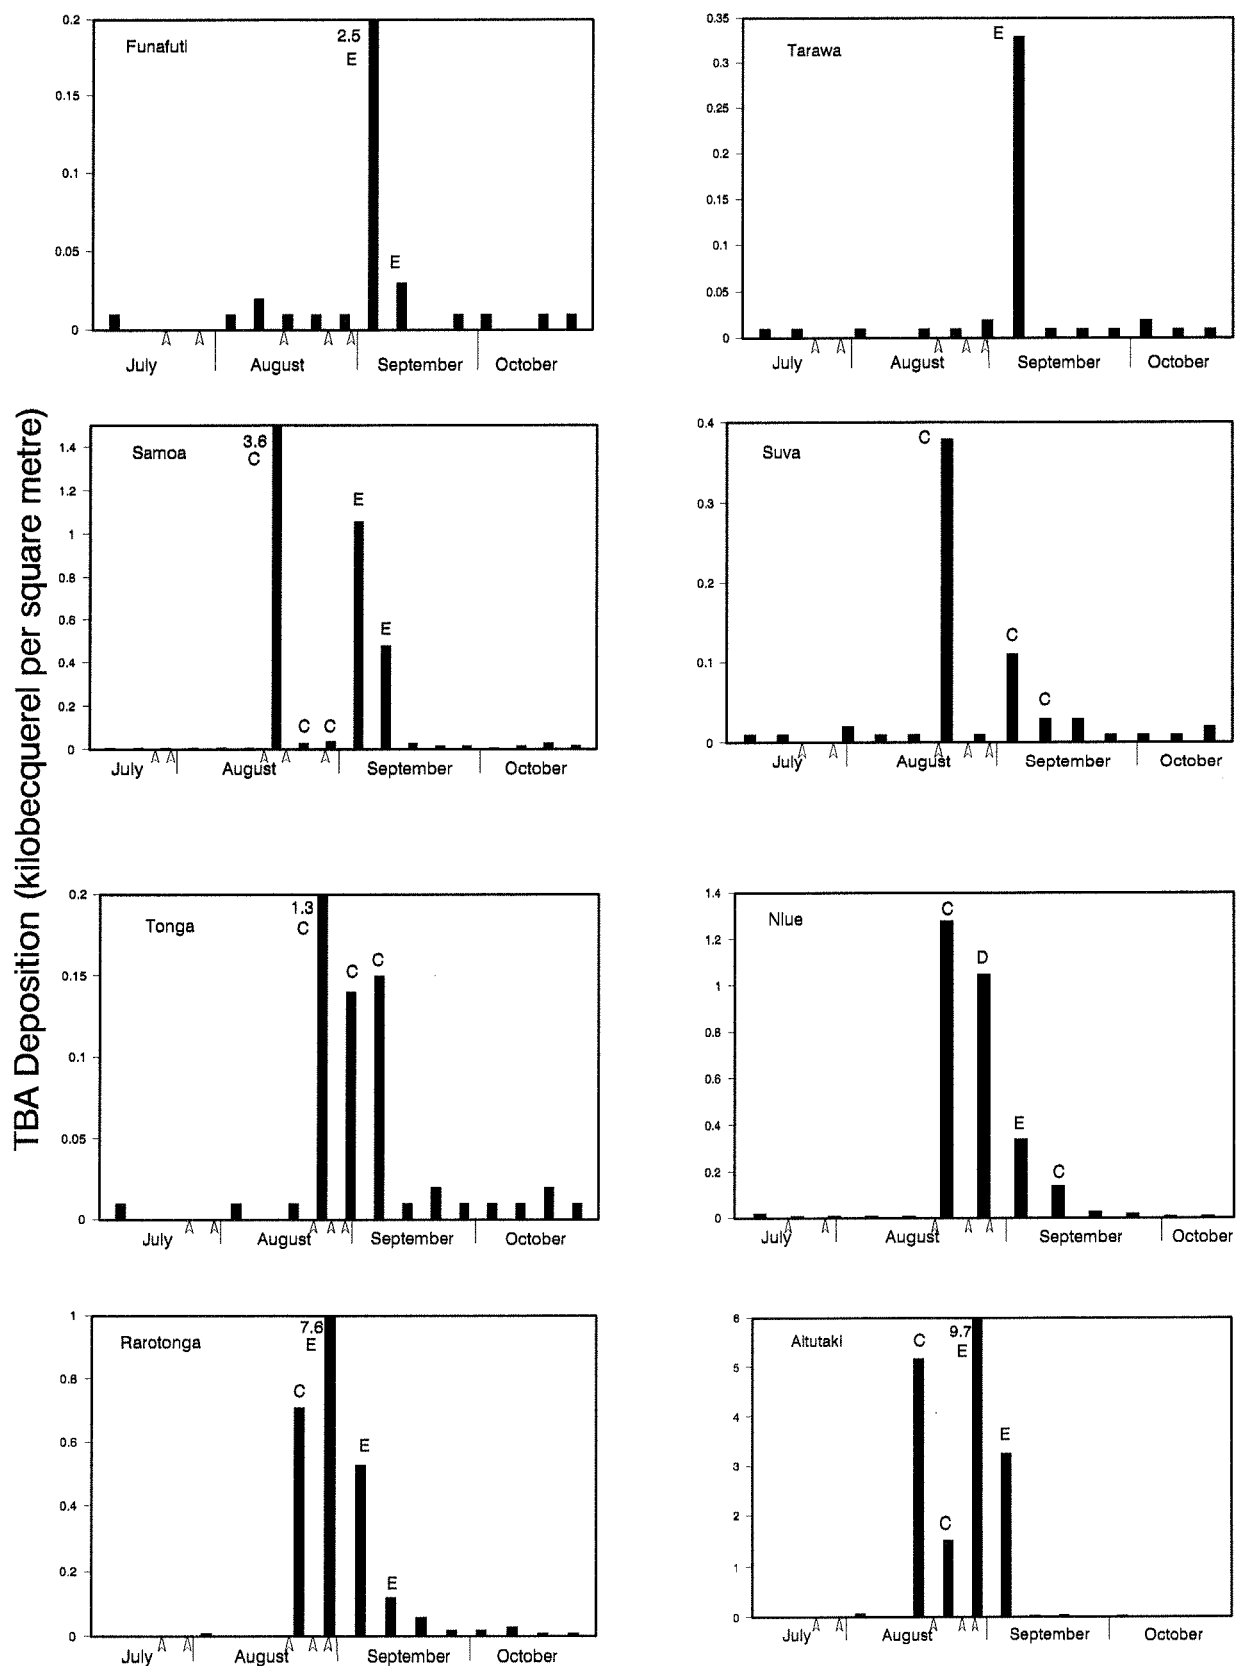 TBA Deposition (kilobecquerel per square metre)
Funafuti
0.2
0.15
0.1
0.05
0
2.5
E
E
July August September October
Tarawa
0.35
0.3
0.25
0.2
0.15
0.1
0.05
0
E
July August September October
Samoa
1.4
1.2
1
0.8
0.6
0.4
0.2
0
3.6
C
C C
E
E
July August September October
Suva
0.4
0.3
0.2
0.1
0
C
C
C
July August September October
Tonga
0.2
0.15
0.1
0.05
0
1.3
C
C C
July August September October
Niue
1.4
1.2
1
0.8
0.6
0.4
0.2
0
C
D
E
C
July August September October
Rarotonga
1
0.8
0.6
0.4
0.2
0
7.6
E
C
E
E
July August September October
Aitutaki
6
5
4
3
2
1
0
C
9.7
E
C
E
July August September October